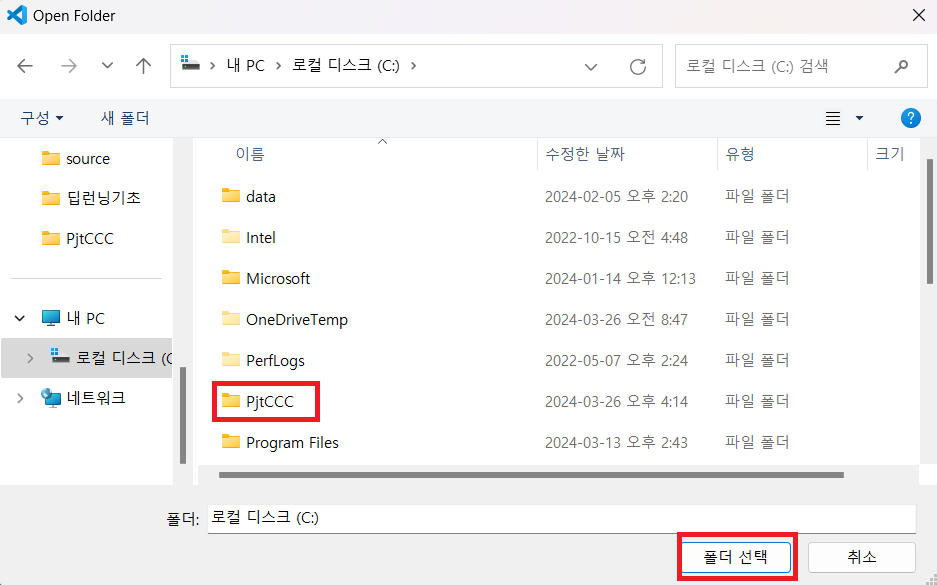 Open Folder
내 PC > 로컬 디스크 (C:) >
로컬 디스크 (C:) 검색
구성
새 폴더
source
딥런닝기초
PjtCCC
내 PC
로컬 디스크 (C
네트워크
이름 수정한 날짜 유형 크기
data 2024-02-05 오후 2:20 파일 폴더
Intel 2022-10-15 오전 4:48 파일 폴더
Microsoft 2024-01-14 오후 12:13 파일 폴더
OneDriveTemp 2024-03-26 오전 8:47 파일 폴더
PerfLogs 2022-05-07 오후 2:24 파일 폴더
PjtCCC 2024-03-26 오후 4:14 파일 폴더
Program Files 2024-03-13 오후 2:43 파일 폴더
폴더: 로컬 디스크 (C:)
폴더 선택 취소